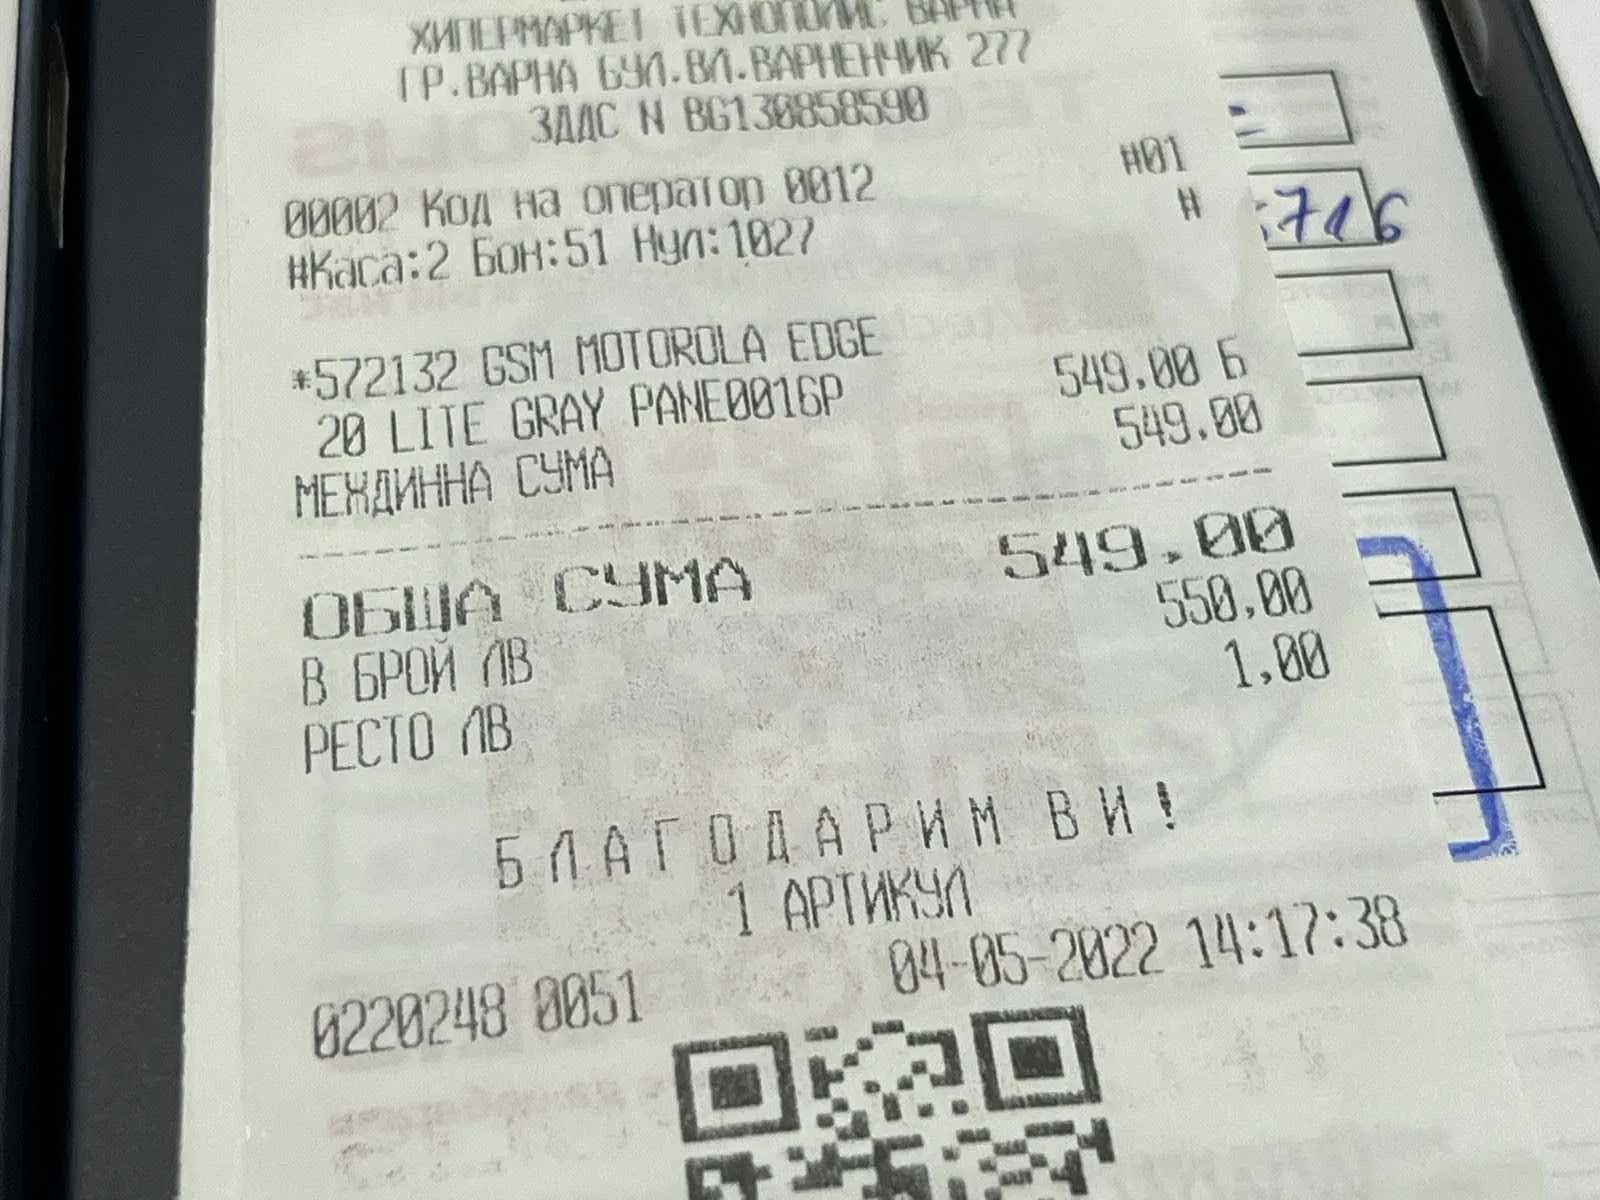 ХИПЕРМАРКЕТ ТЕХНОПОЛИС ВАРНА
ГР.ВАРНА БУЛ.ВЛ.ВАРНЕНЧИК 277
ЗДДС N BG130858590
00002 Код на оператор 0012 #01
#Каса:2 Бон:51 Нул:1027 #
716
*572132 GSM MOTOROLA EDGE
20 LITE GRAY PANE0016P 549.00 Б
МЕЖДИННА СУМА 549.00
ОБЩА СУМА 549.00
В БРОЙ ЛВ 550,00
РЕСТО ЛВ 1,00
БЛАГОДАРИМ ВИ!
1 АРТИКУЛ
0220248 0051 04-05-2022 14:17:38